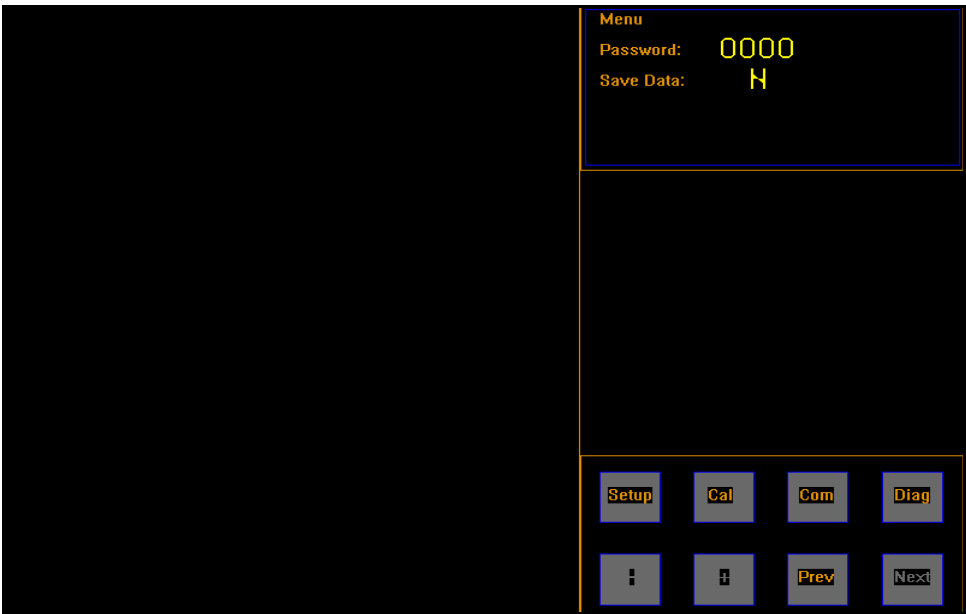 Menu
Password: 0000
Save Data: N
Setup Cal Com Diag
Prev Next